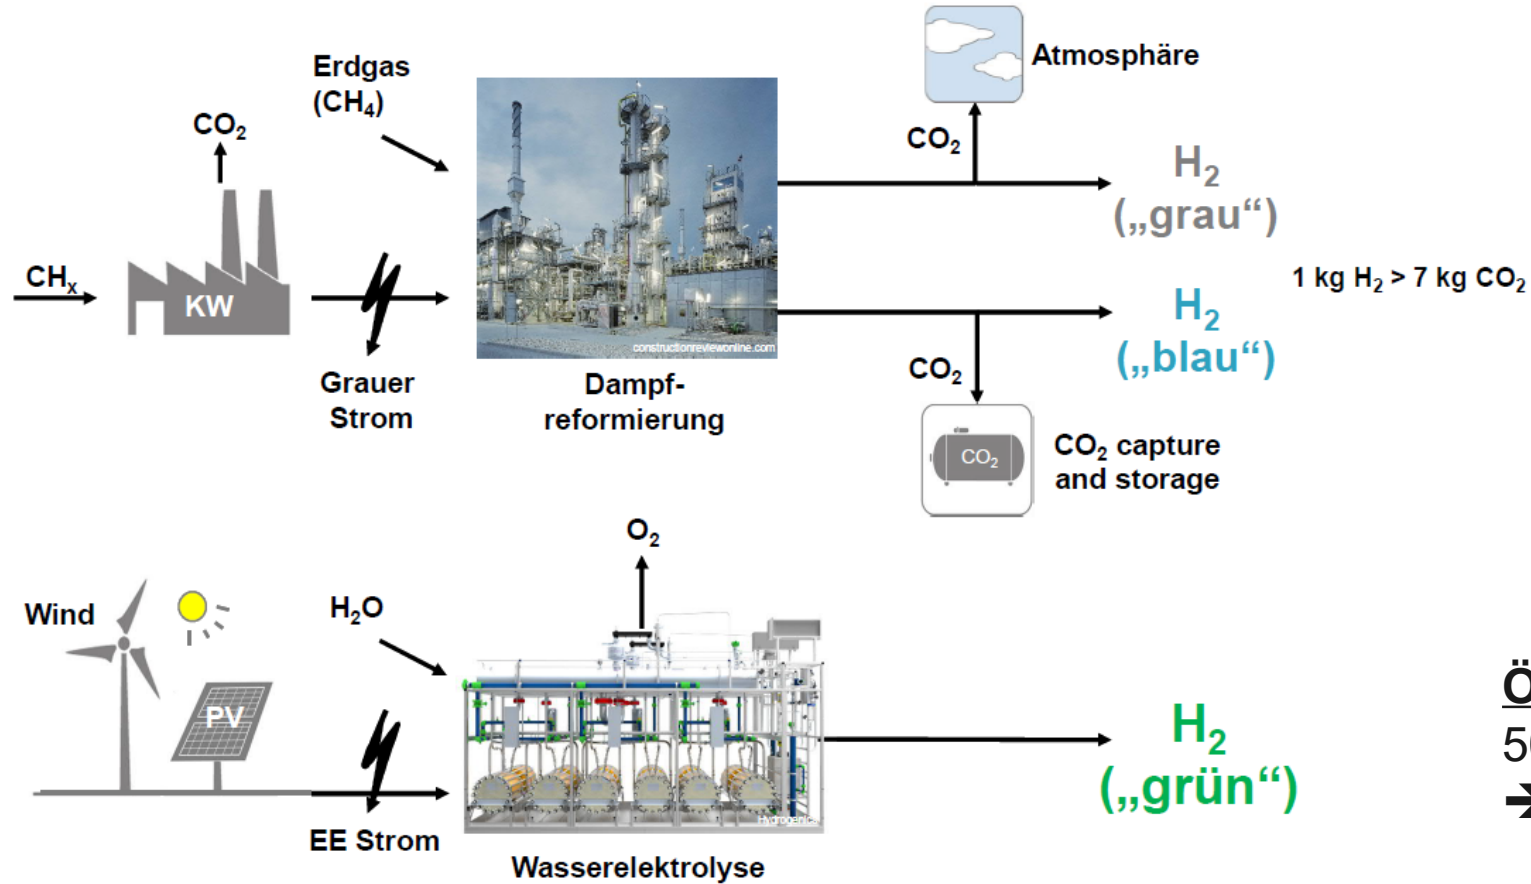 Erdgas
(CH₄)
CO₂
CHₓ
KW
Grauer
Strom
constructionreviewonline.com
Dampf-
reformierung
CO₂
Atmosphäre
H₂
(„grau“)
1 kg H₂ > 7 kg CO₂
H₂
(„blau“)
CO₂
CO₂
CO₂ capture
and storage
Wind
PV
H₂O
EE Strom
O₂
Hydrogenics
Wasserelektrolyse
H₂
(„grün“)